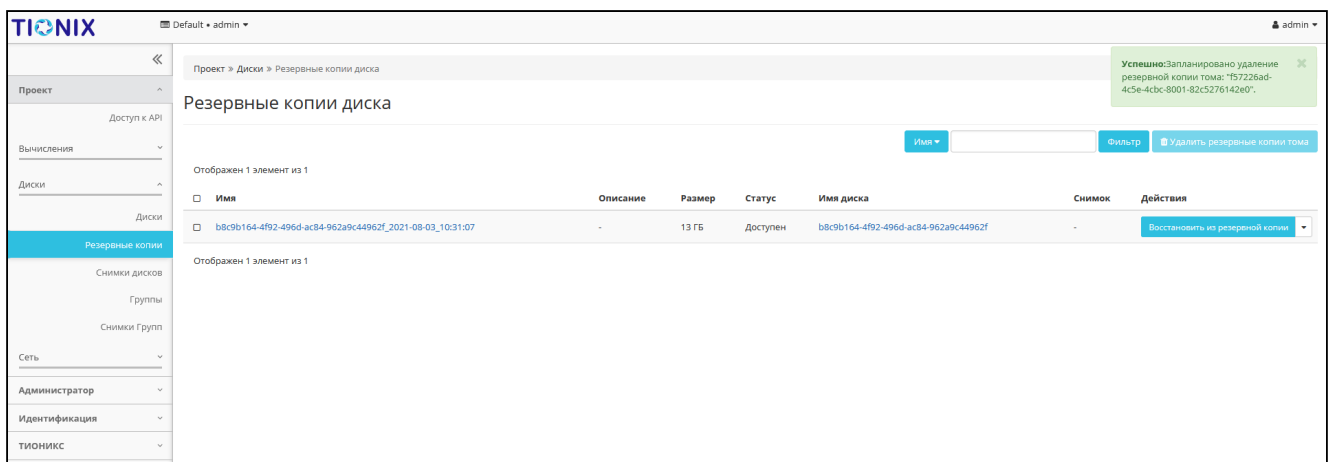 TIONIX
Default • admin
admin
Проект
Доступ к API
Вычисления
Диски
Диски
Резервные копии
Снимки дисков
Группы
Снимки Групп
Сеть
Администратор
Идентификация
ТИОНИКС
Проект » Диски » Резервные копии диска
Успешно:Запланировано удаление
резервной копии тома: "f57226ad-
4c5e-4cbc-8001-82c5276142e0".
Резервные копии диска
Имя Фильтр Удалить резервные копии тома
Отображен 1 элемент из 1
Имя Описание Размер Статус Имя диска Снимок Действия
b8c9b164-4f92-496d-ac84-962a9c44962f_2021-08-03_10:31:07 - 13 ГБ Доступен b8c9b164-4f92-496d-ac84-962a9c44962f - Восстановить из резервной копии
Отображен 1 элемент из 1